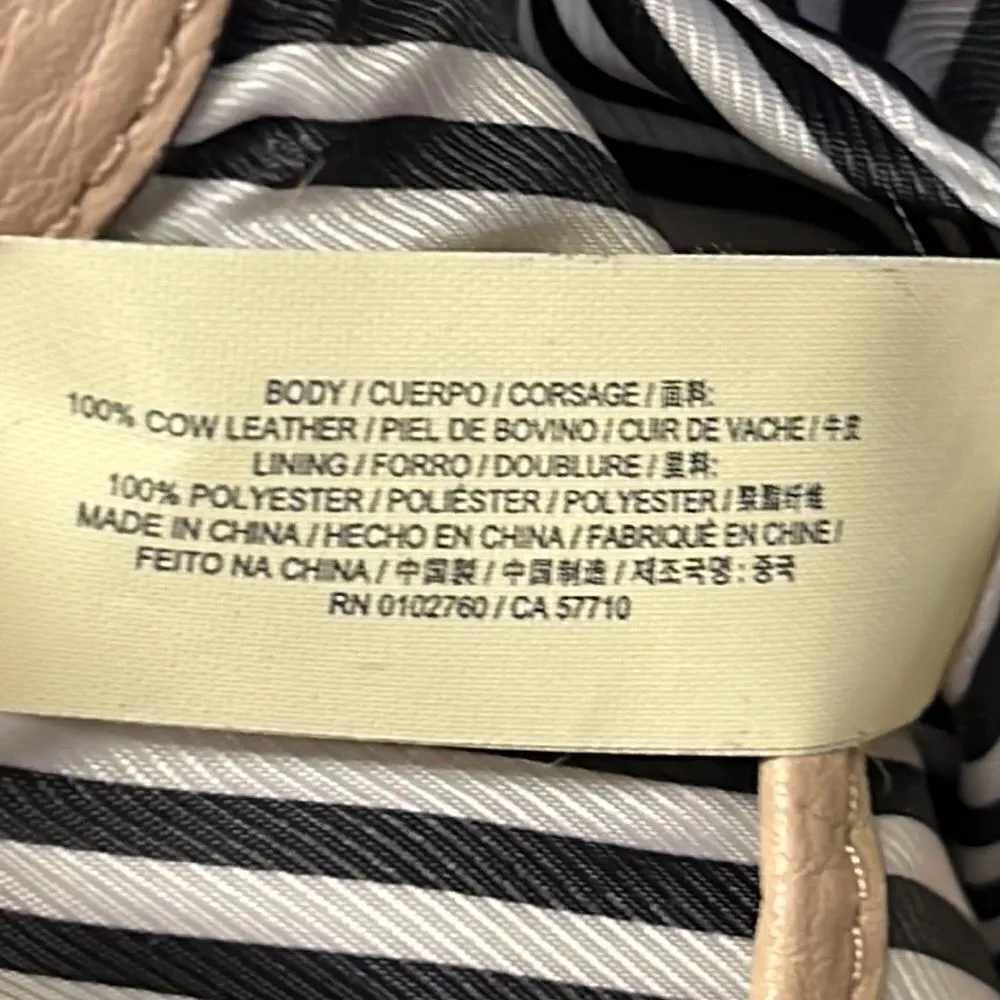 BODY / CUERPO / CORSAGE / 面料:
100% COW LEATHER / PIEL DE BOVINO / CUIR DE VACHE / 牛皮
LINING / FORRO / DOUBLURE / 里料:
100% POLYESTER / POLIÉSTER / POLYESTER / 聚脂纤维
MADE IN CHINA / HECHO EN CHINA / FABRIQUÉ EN CHINE /
FEITO NA CHINA / 中国製 / 中国制造 / 제조국명 : 중국
RN 0102760 / CA 57710